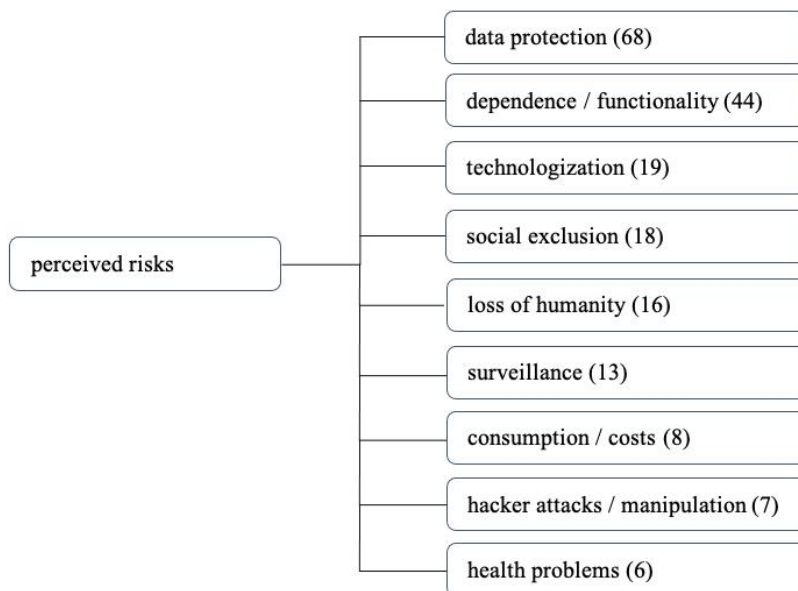 data protection (68)
dependence / functionality (44)
technologization (19)
social exclusion (18)
perceived risks
loss of humanity (16)
surveillance (13)
consumption / costs (8)
hacker attacks / manipulation (7)
health problems (6)